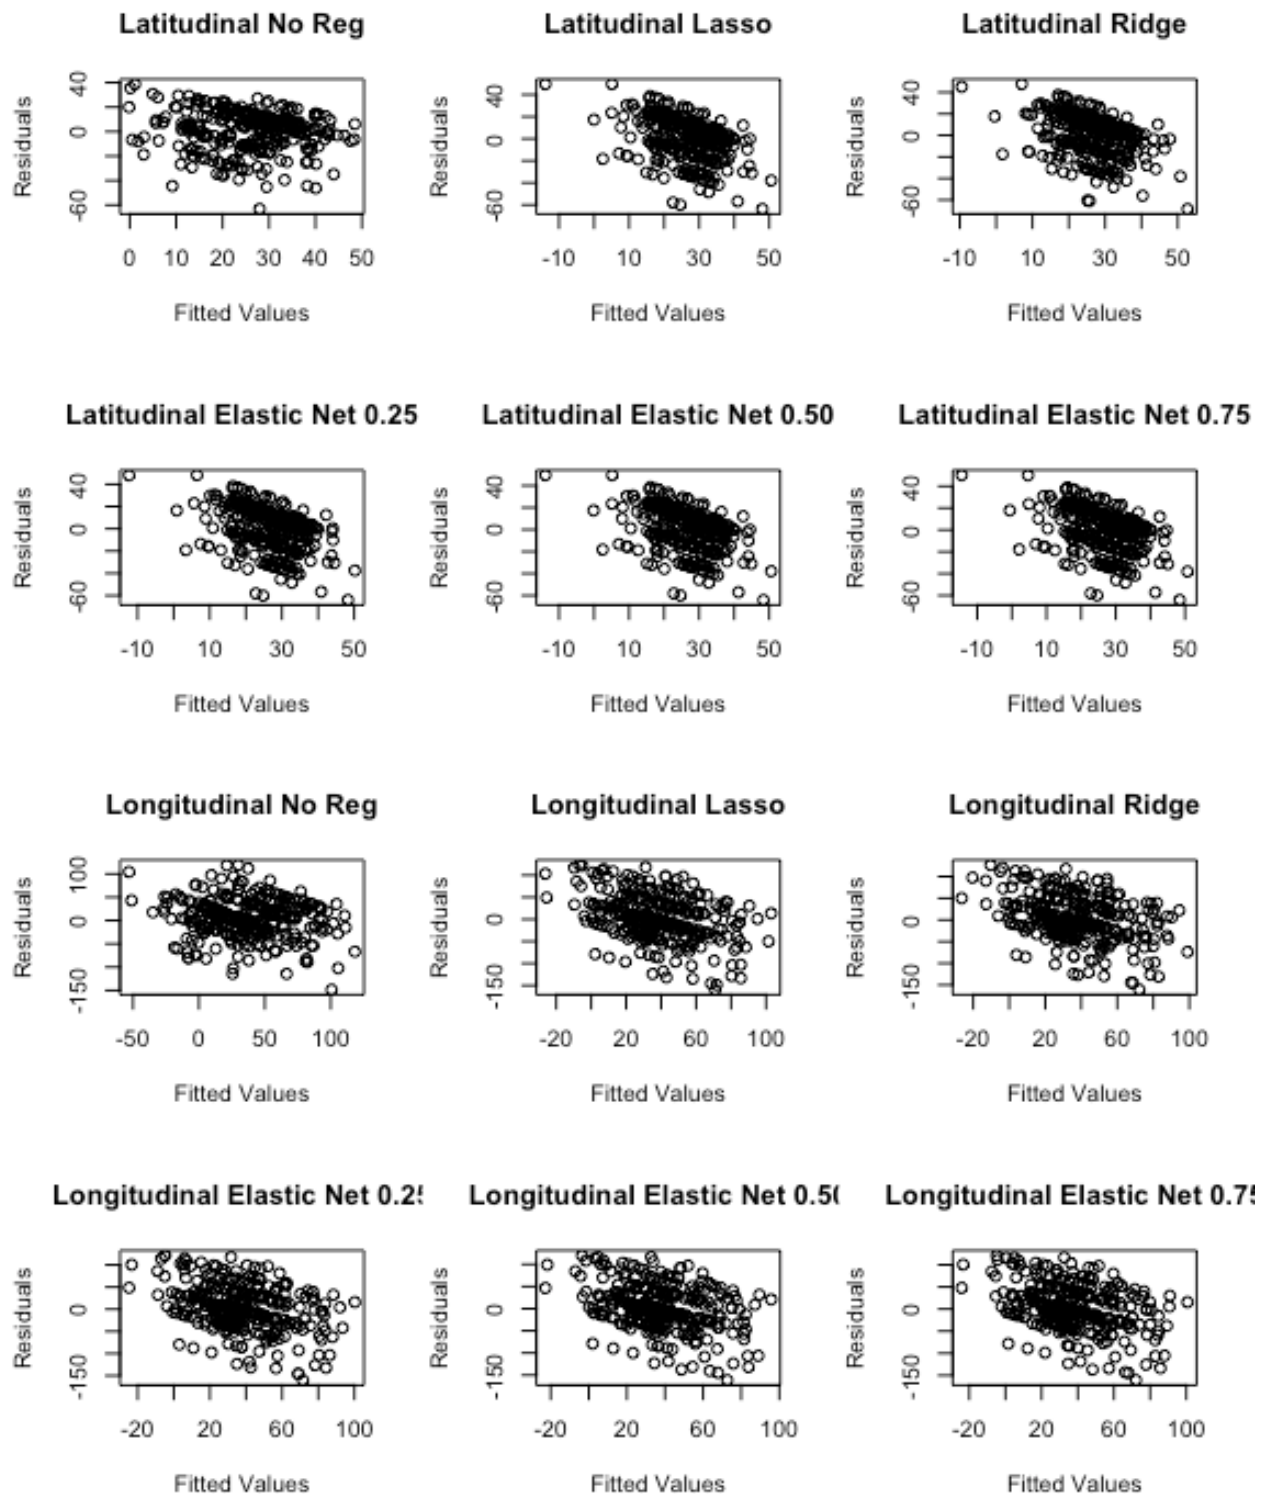 Latitudinal No Reg
Residuals
-60 0 40
0 10 20 30 40 50
Fitted Values
Latitudinal Lasso
Residuals
-60 0 40
-10 10 30 50
Fitted Values
Latitudinal Ridge
Residuals
-60 0 40
-10 10 30 50
Fitted Values
Latitudinal Elastic Net 0.25
Residuals
-60 0 40
-10 10 30 50
Fitted Values
Latitudinal Elastic Net 0.50
Residuals
-60 0 40
-10 10 30 50
Fitted Values
Latitudinal Elastic Net 0.75
Residuals
-60 0 40
-10 10 30 50
Fitted Values
Longitudinal No Reg
Residuals
-150 0 100
-50 0 50 100
Fitted Values
Longitudinal Lasso
Residuals
-150 0
-20 20 60 100
Fitted Values
Longitudinal Ridge
Residuals
-150 0
-20 20 60 100
Fitted Values
Longitudinal Elastic Net 0.2
Residuals
-150 0
-20 20 60 100
Fitted Values
Longitudinal Elastic Net 0.5
Residuals
-150 0
-20 20 60 100
Fitted Values
Longitudinal Elastic Net 0.7
Residuals
-150 0
-20 20 60 100
Fitted Values